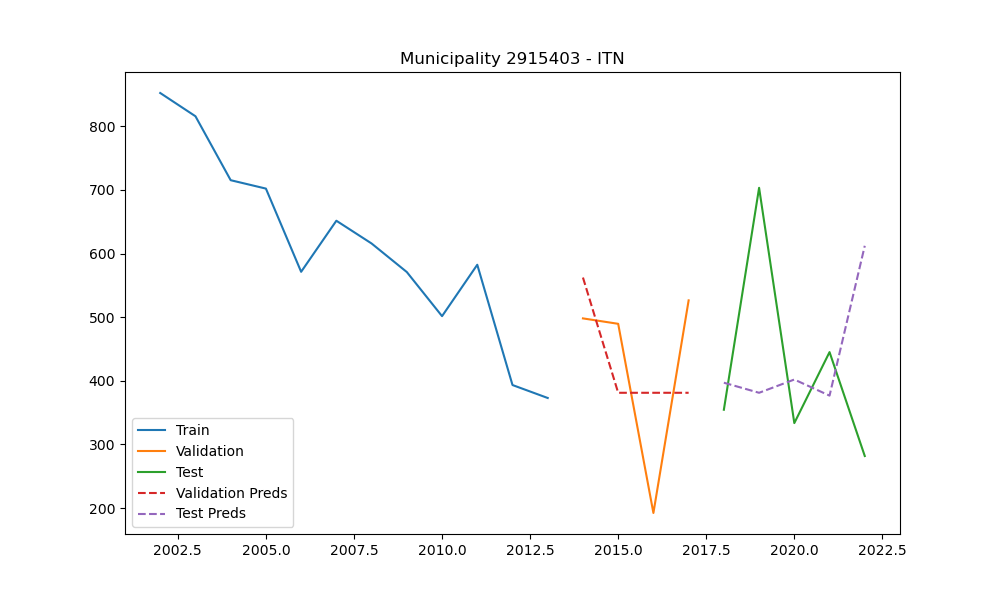 Municipality 2915403 - ITN
800
700
600
500
400
300
200
Train
Validation
Test
Validation Preds
Test Preds
2002.5 2005.0 2007.5 2010.0 2012.5 2015.0 2017.5 2020.0 2022.5